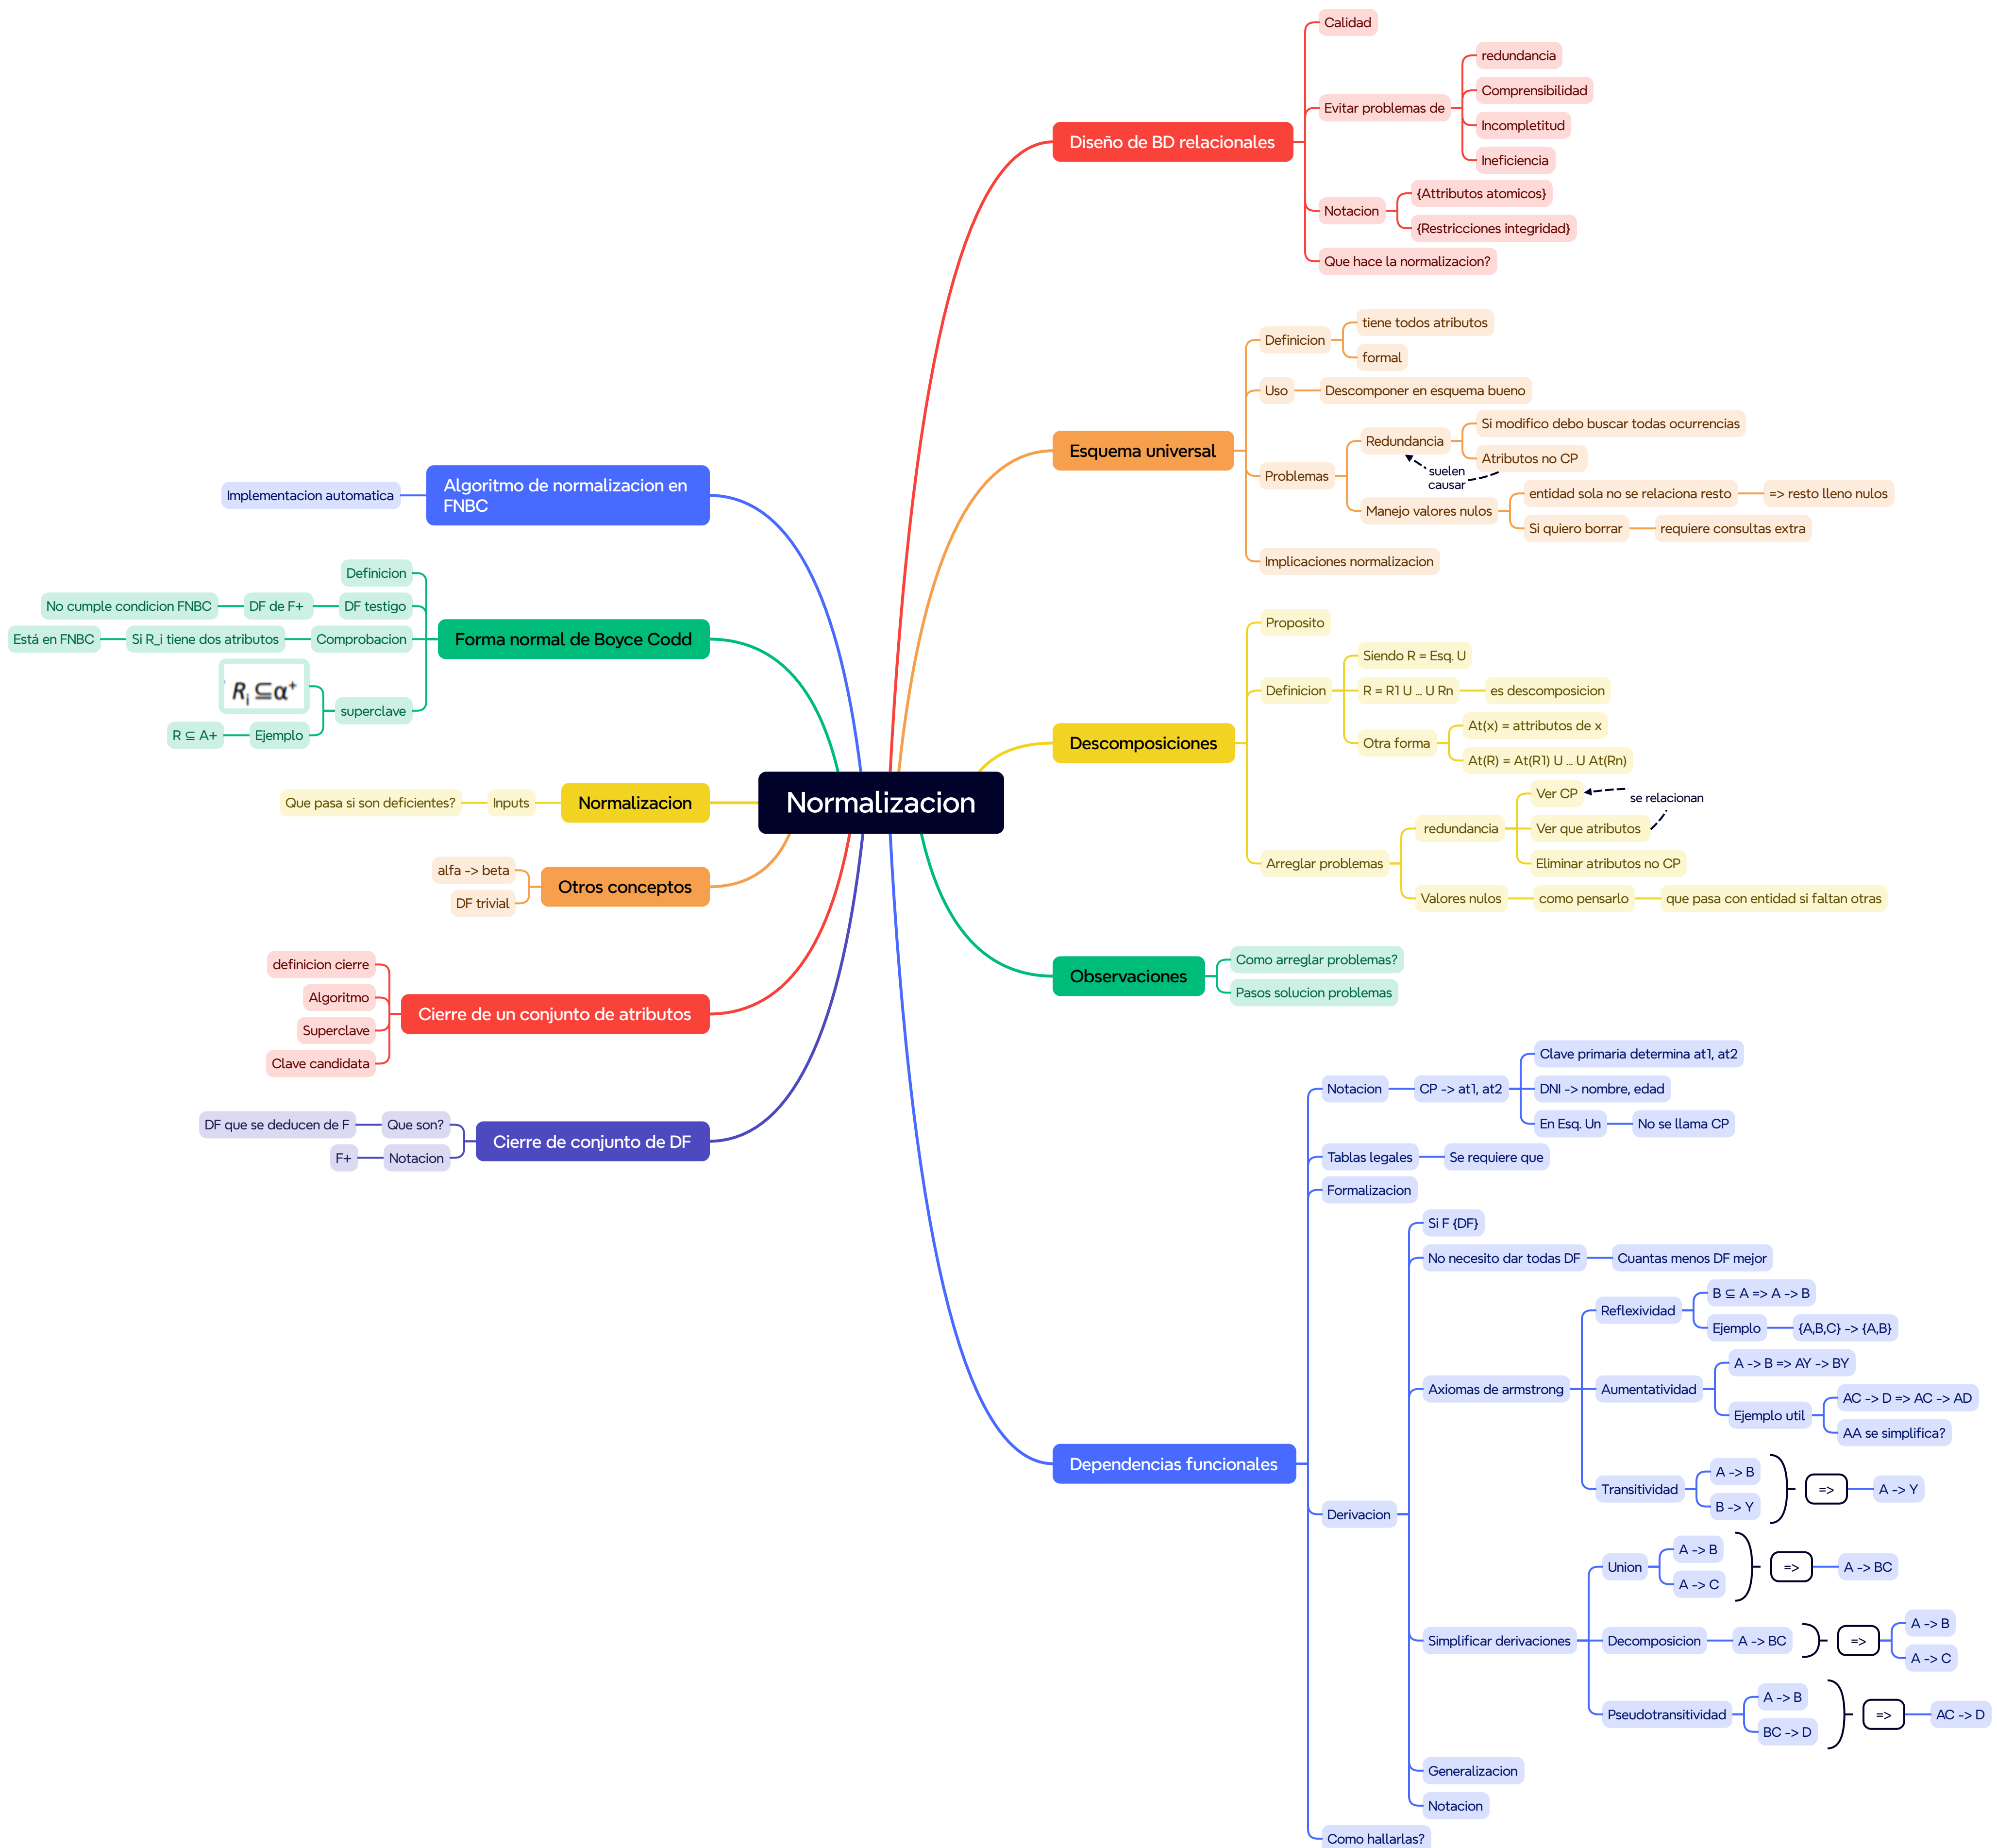 Normalizacion
Diseño de BD relacionales
Calidad
Evitar problemas de
redundancia
Comprensibilidad
Incompletitud
Ineficiencia
Notacion
{Attributos atomicos}
{Restricciones integridad}
Que hace la normalizacion?
Esquema universal
Definicion
tiene todos atributos
formal
Uso
Descomponer en esquema bueno
Problemas
Redundancia
Si modifico debo buscar todas ocurrencias
Atributos no CP
suelen
causar
Manejo valores nulos
entidad sola no se relaciona resto
=> resto lleno nulos
Si quiero borrar
requiere consultas extra
Implicaciones normalizacion
Descomposiciones
Proposito
Definicion
Siendo R = Esq. U
R = R1 U ... U Rn
es descomposicion
Otra forma
At(x) = attributos de x
At(R) = At(R1) U ... U At(Rn)
Arreglar problemas
redundancia
Ver CP
se relacionan
Ver que atributos
Eliminar atributos no CP
Valores nulos
como pensarlo
que pasa con entidad si faltan otras
Observaciones
Como arreglar problemas?
Pasos solucion problemas
Dependencias funcionales
Notacion
CP -> at1, at2
Clave primaria determina at1, at2
DNI -> nombre, edad
En Esq. Un
No se llama CP
Tablas legales
Se requiere que
Formalizacion
Derivacion
Si F {DF}
No necesito dar todas DF
Cuantas menos DF mejor
Axiomas de armstrong
Reflexividad
B ⊆ A => A -> B
Ejemplo
{A,B,C} -> {A,B}
Aumentatividad
A -> B => AY -> BY
Ejemplo util
AC -> D => AC -> AD
AA se simplifica?
Transitividad
A -> B
B -> Y
=>
A -> Y
Simplificar derivaciones
Union
A -> B
A -> C
=>
A -> BC
Decomposicion
A -> BC
=>
A -> B
A -> C
Pseudotransitividad
A -> B
BC -> D
=>
AC -> D
Generalizacion
Notacion
Como hallarlas?
Algoritmo de normalizacion en
FNBC
Implementacion automatica
Forma normal de Boyce Codd
Definicion
DF testigo
DF de F+
No cumple condicion FNBC
Comprobacion
Si R_i tiene dos atributos
Está en FNBC
superclave
Ri ⊆ α+
Ejemplo
R ⊆ A+
Normalizacion
Inputs
Que pasa si son deficientes?
Otros conceptos
alfa -> beta
DF trivial
Cierre de un conjunto de atributos
definicion cierre
Algoritmo
Superclave
Clave candidata
Cierre de conjunto de DF
Que son?
DF que se deducen de F
Notacion
F+